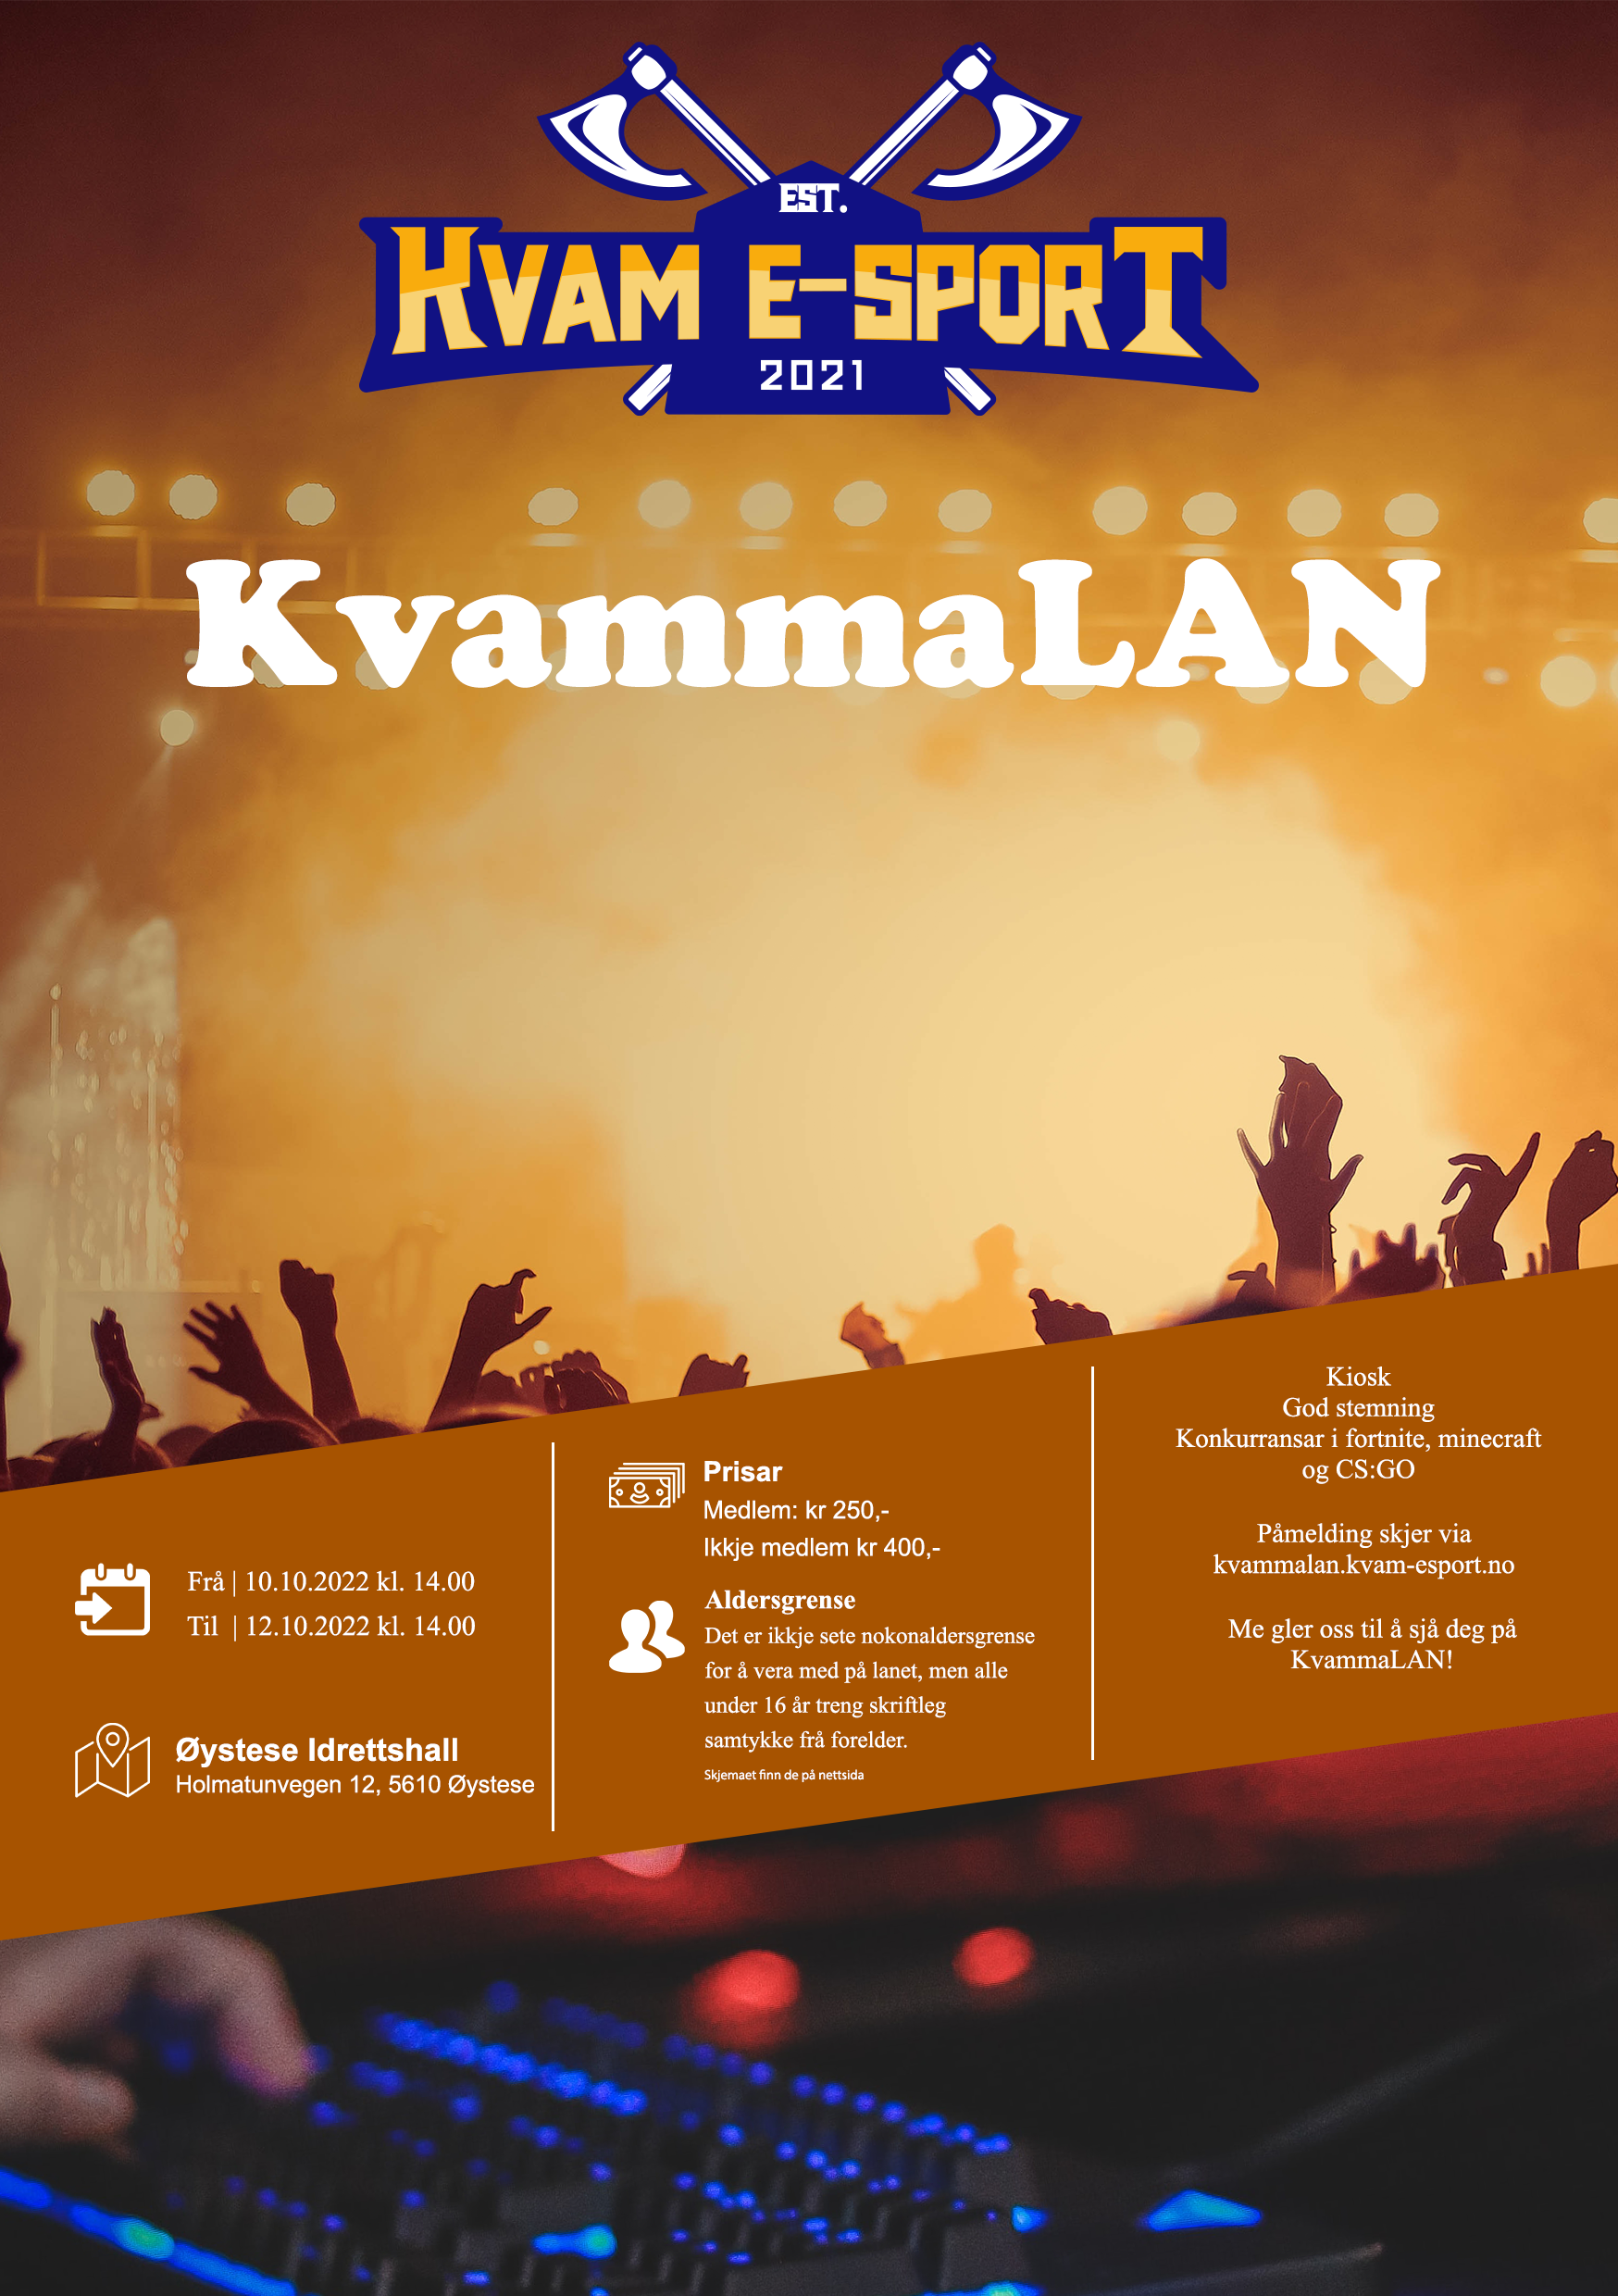 EST.
KVAM E-SPORT
2021
KvammaLAN
Frå | 10.10.2022 kl. 14.00
Til | 12.10.2022 kl. 14.00
Øystese Idrettshall
Holmatunvegen 12, 5610 Øystese
Prisar
Medlem: kr 250,-
Ikkje medlem kr 400,-
Aldersgrense
Det er ikkje sete nokonaldersgrense
for å vera med på lanet, men alle
under 16 år treng skriftleg
samtykke frå forelder.
Skjemaet finn de på nettsida
Kiosk
God stemning
Konkurransar i fortnite, minecraft
og CS:GO
Påmelding skjer via
kvammalan.kvam-esport.no
Me gler oss til å sjå deg på
KvammaLAN!